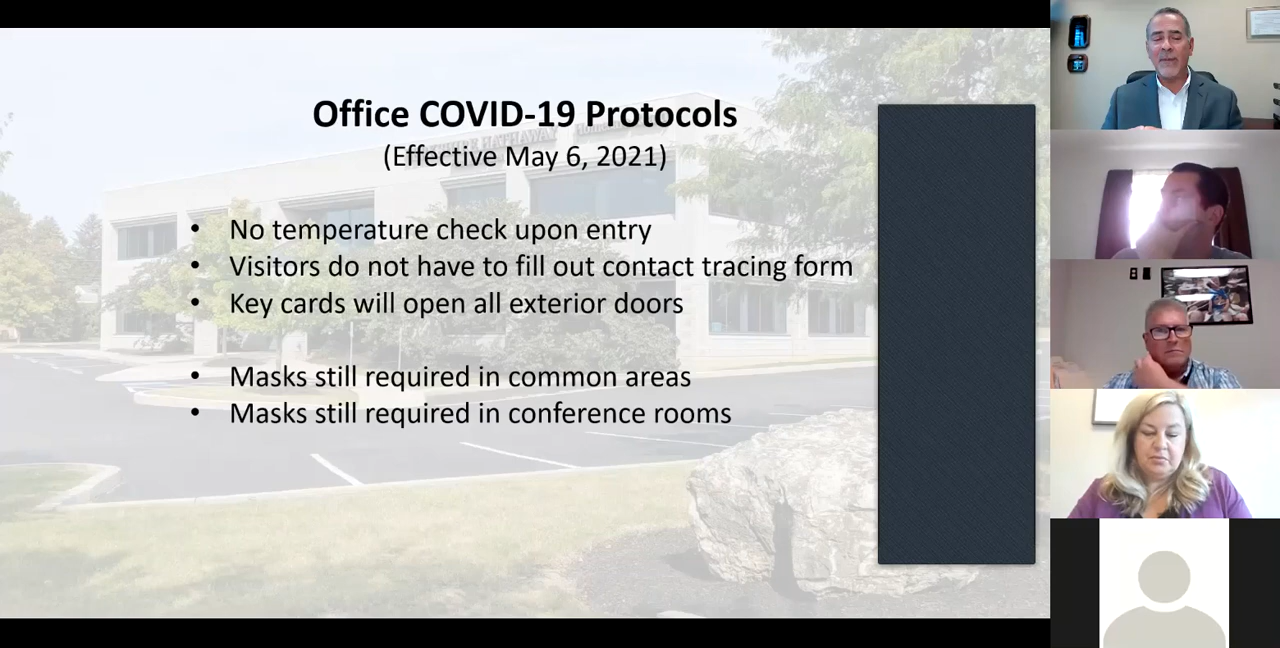 Office COVID-19 Protocols
(Effective May 6, 2021)
• No temperature check upon entry
• Visitors do not have to fill out contact tracing form
• Key cards will open all exterior doors
• Masks still required in common areas
• Masks still required in conference rooms